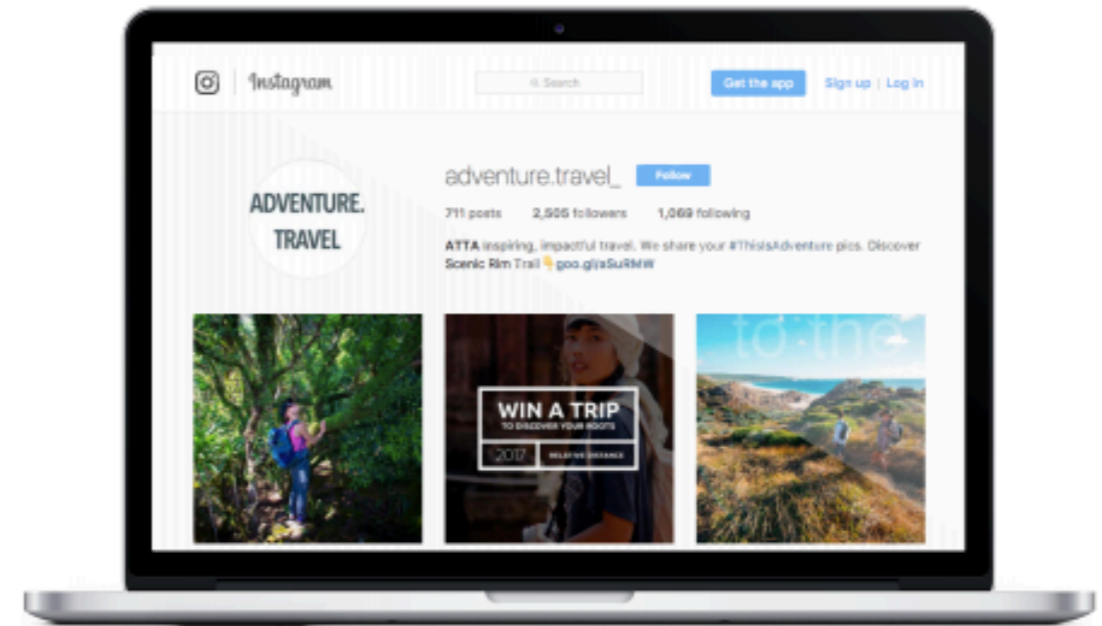 Instagram
Search
Get the app
Sign up | Log in
ADVENTURE.
TRAVEL
adventure.travel_
Follow
711 posts 2,505 followers 1,069 following
ATTA Inspiring, impactful travel. We share your #ThisIsAdventure pics. Discover
Scenic Rim Trail 👇 goo.gl/aSuRMW
WIN A TRIP
TO DISCOVER YOUR ROOTS
2017 RELATIVE DISTANCE
to the